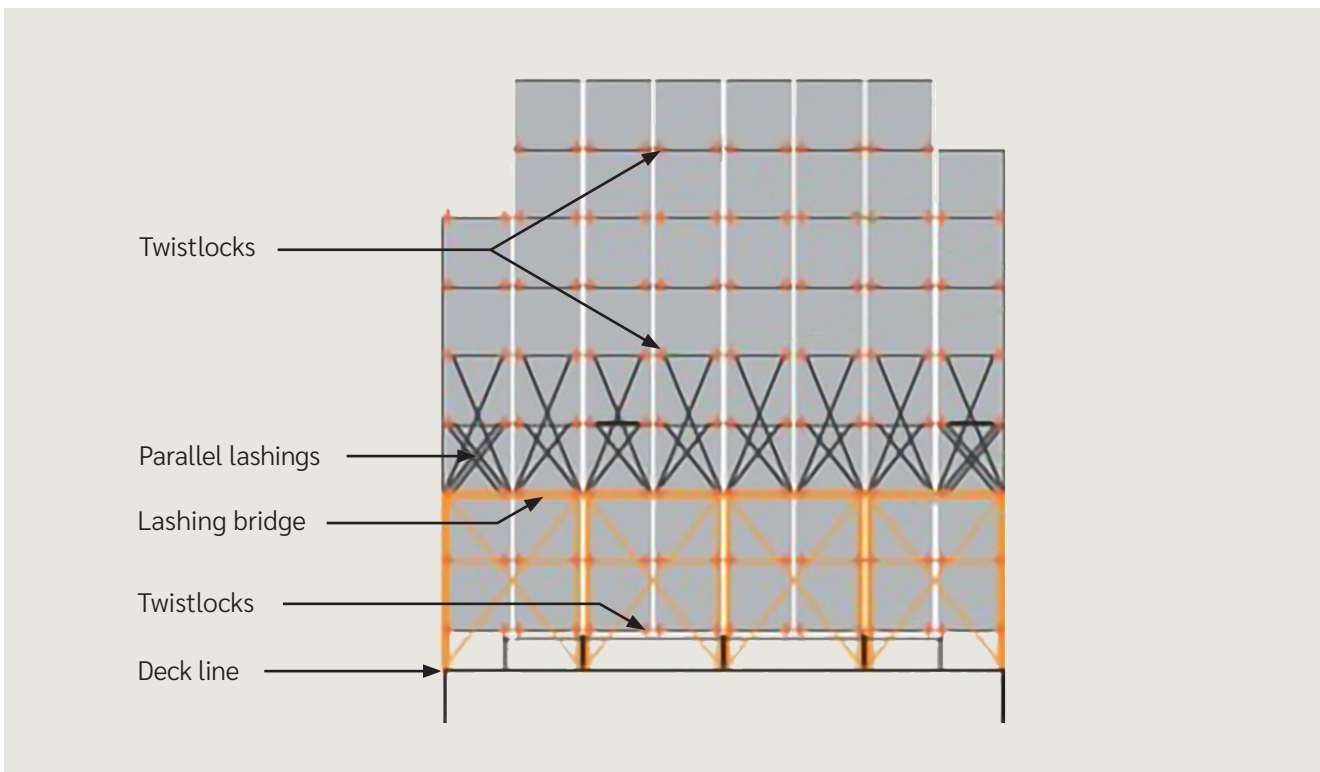 Twistlocks
Parallel lashings
Lashing bridge
Twistlocks
Deck line